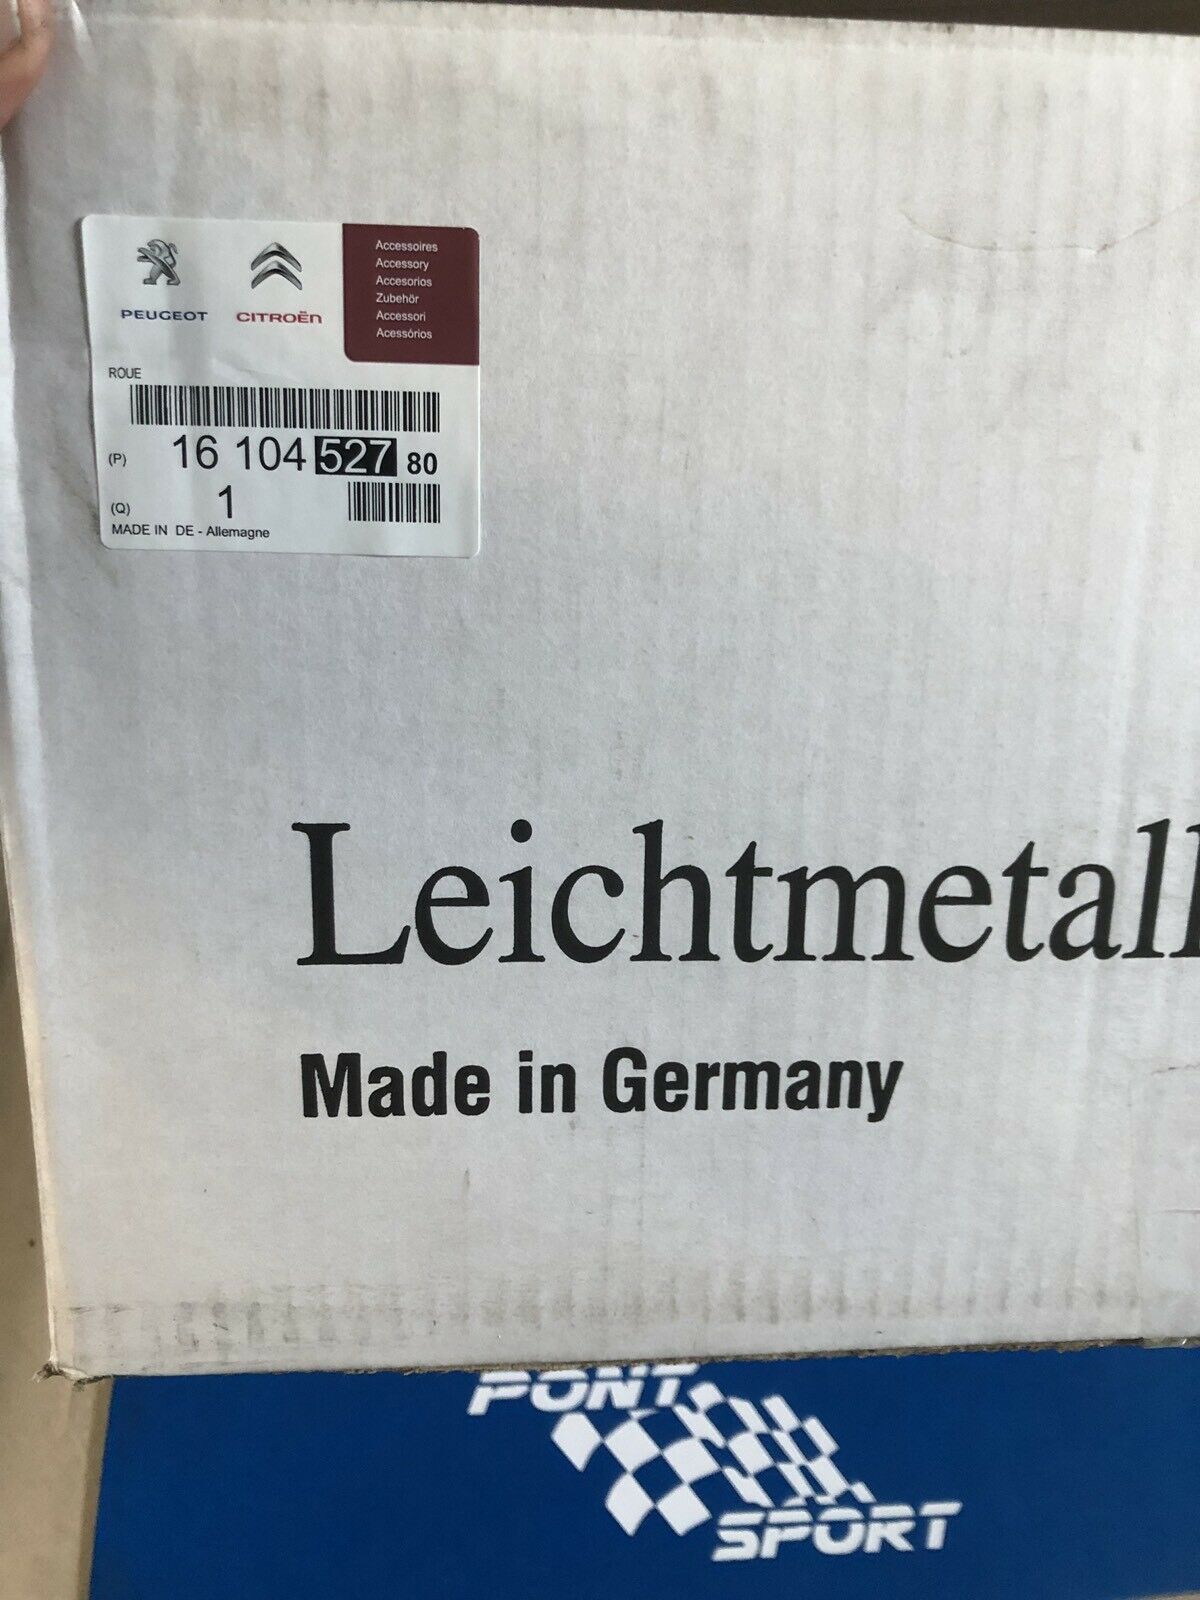 PEUGEOT
CITROËN
Accessoires
Accessory
Accesorios
Zubehör
Accessori
Acessórios
ROUE
(P) 16 104 527 80
(Q) 1
MADE IN DE - Allemagne
Leichtmetall
Made in Germany
PONT
SPORT